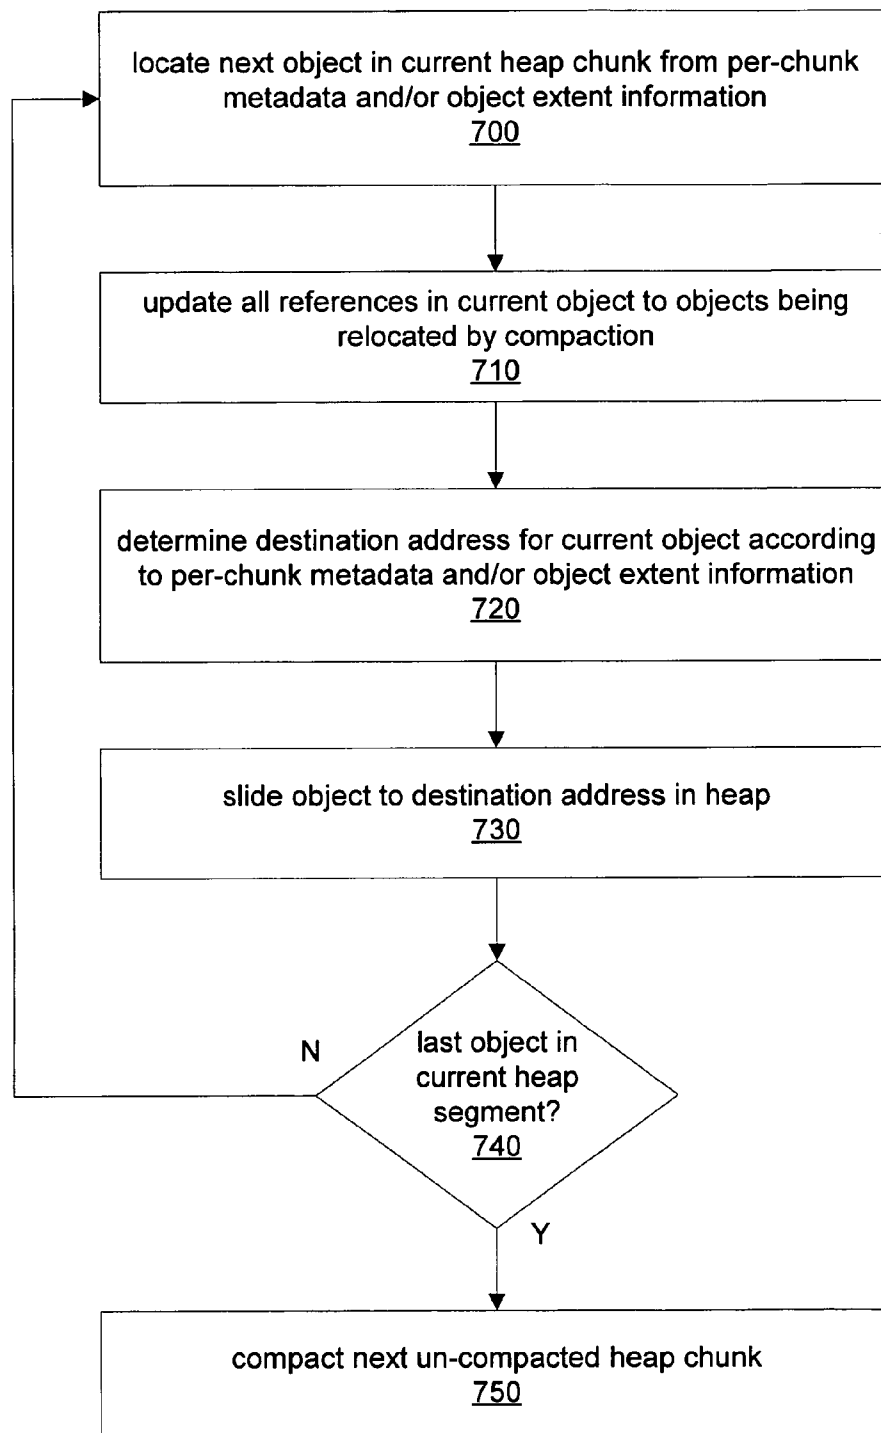 locate next object in current heap chunk from per-chunk
metadata and/or object extent information
700
update all references in current object to objects being
relocated by compaction
710
determine destination address for current object according
to per-chunk metadata and/or object extent information
720
slide object to destination address in heap
730
last object in
current heap
segment?
740
N
Y
compact next un-compacted heap chunk
750